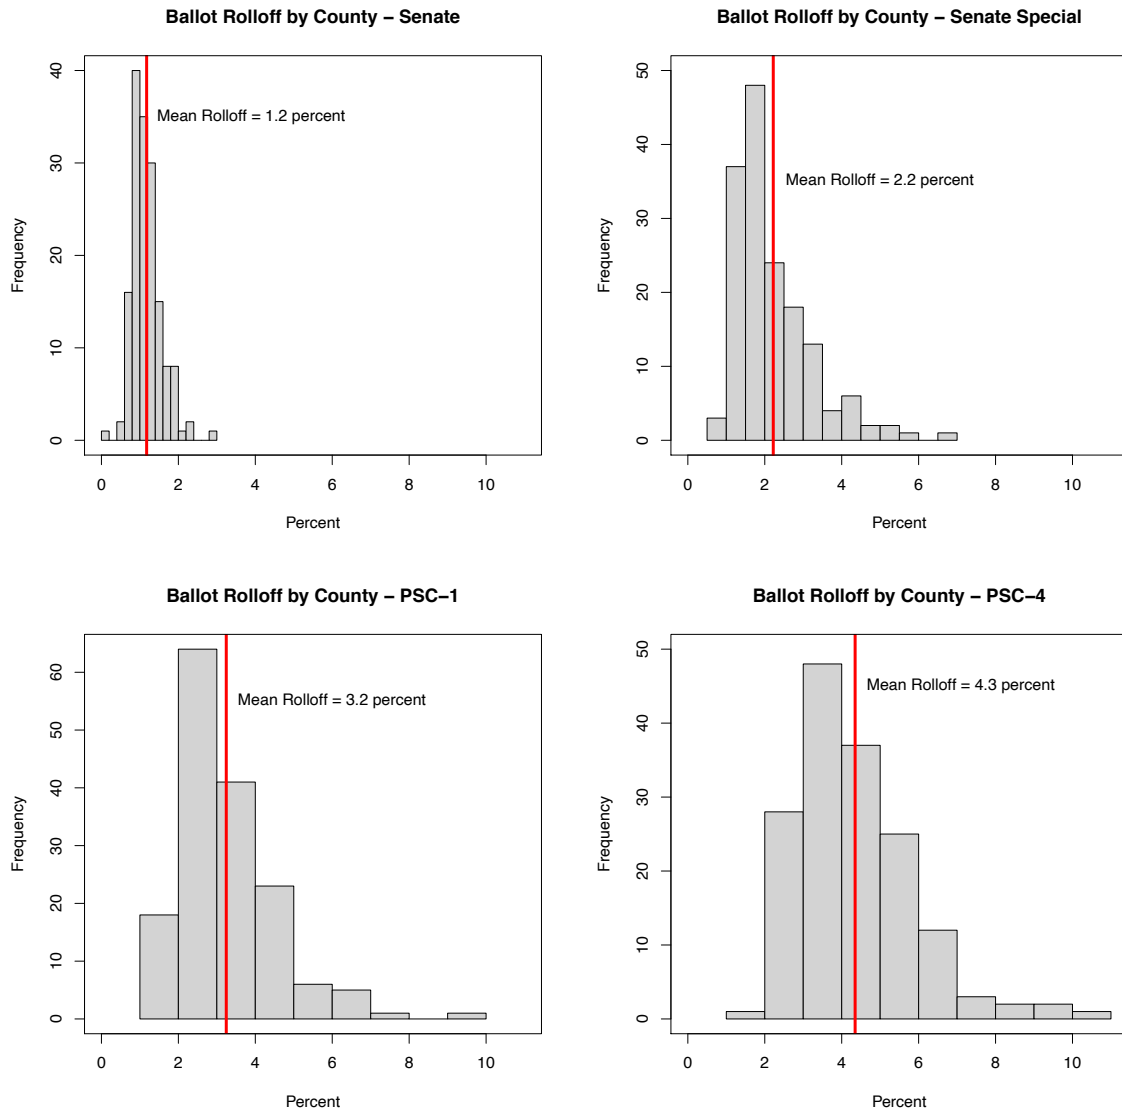 Ballot Rolloff by County − Senate
Frequency
0
10
20
30
40
Mean Rolloff = 1.2 percent
0 2 4 6 8 10
Percent
Ballot Rolloff by County − Senate Special
Frequency
0
10
20
30
40
50
Mean Rolloff = 2.2 percent
0 2 4 6 8 10
Percent
Ballot Rolloff by County − PSC−1
Frequency
0
10
20
30
40
50
60
Mean Rolloff = 3.2 percent
0 2 4 6 8 10
Percent
Ballot Rolloff by County − PSC−4
Frequency
0
10
20
30
40
50
Mean Rolloff = 4.3 percent
0 2 4 6 8 10
Percent